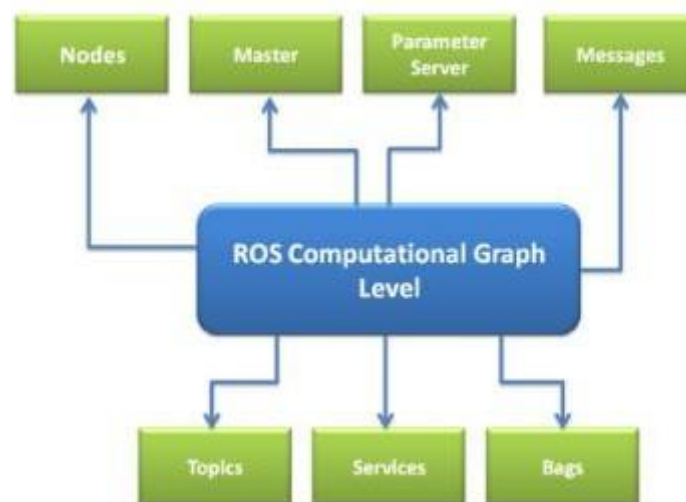 Nodes
Master
Parameter
Server
Messages
ROS Computational Graph
Level
Topics
Services
Bags